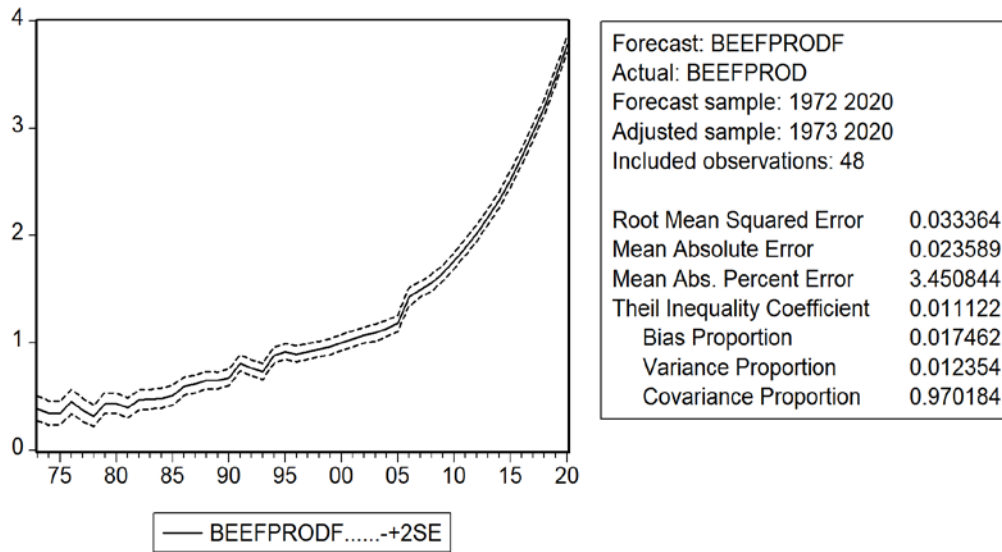 4
3
2
1
0
75 80 85 90 95 00 05 10 15 20
BEEFPRODF......-+2SE
Forecast: BEEFPRODF
Actual: BEEFPROD
Forecast sample: 1972 2020
Adjusted sample: 1973 2020
Included observations: 48
Root Mean Squared Error 0.033364
Mean Absolute Error 0.023589
Mean Abs. Percent Error 3.450844
Theil Inequality Coefficient 0.011122
Bias Proportion 0.017462
Variance Proportion 0.012354
Covariance Proportion 0.970184